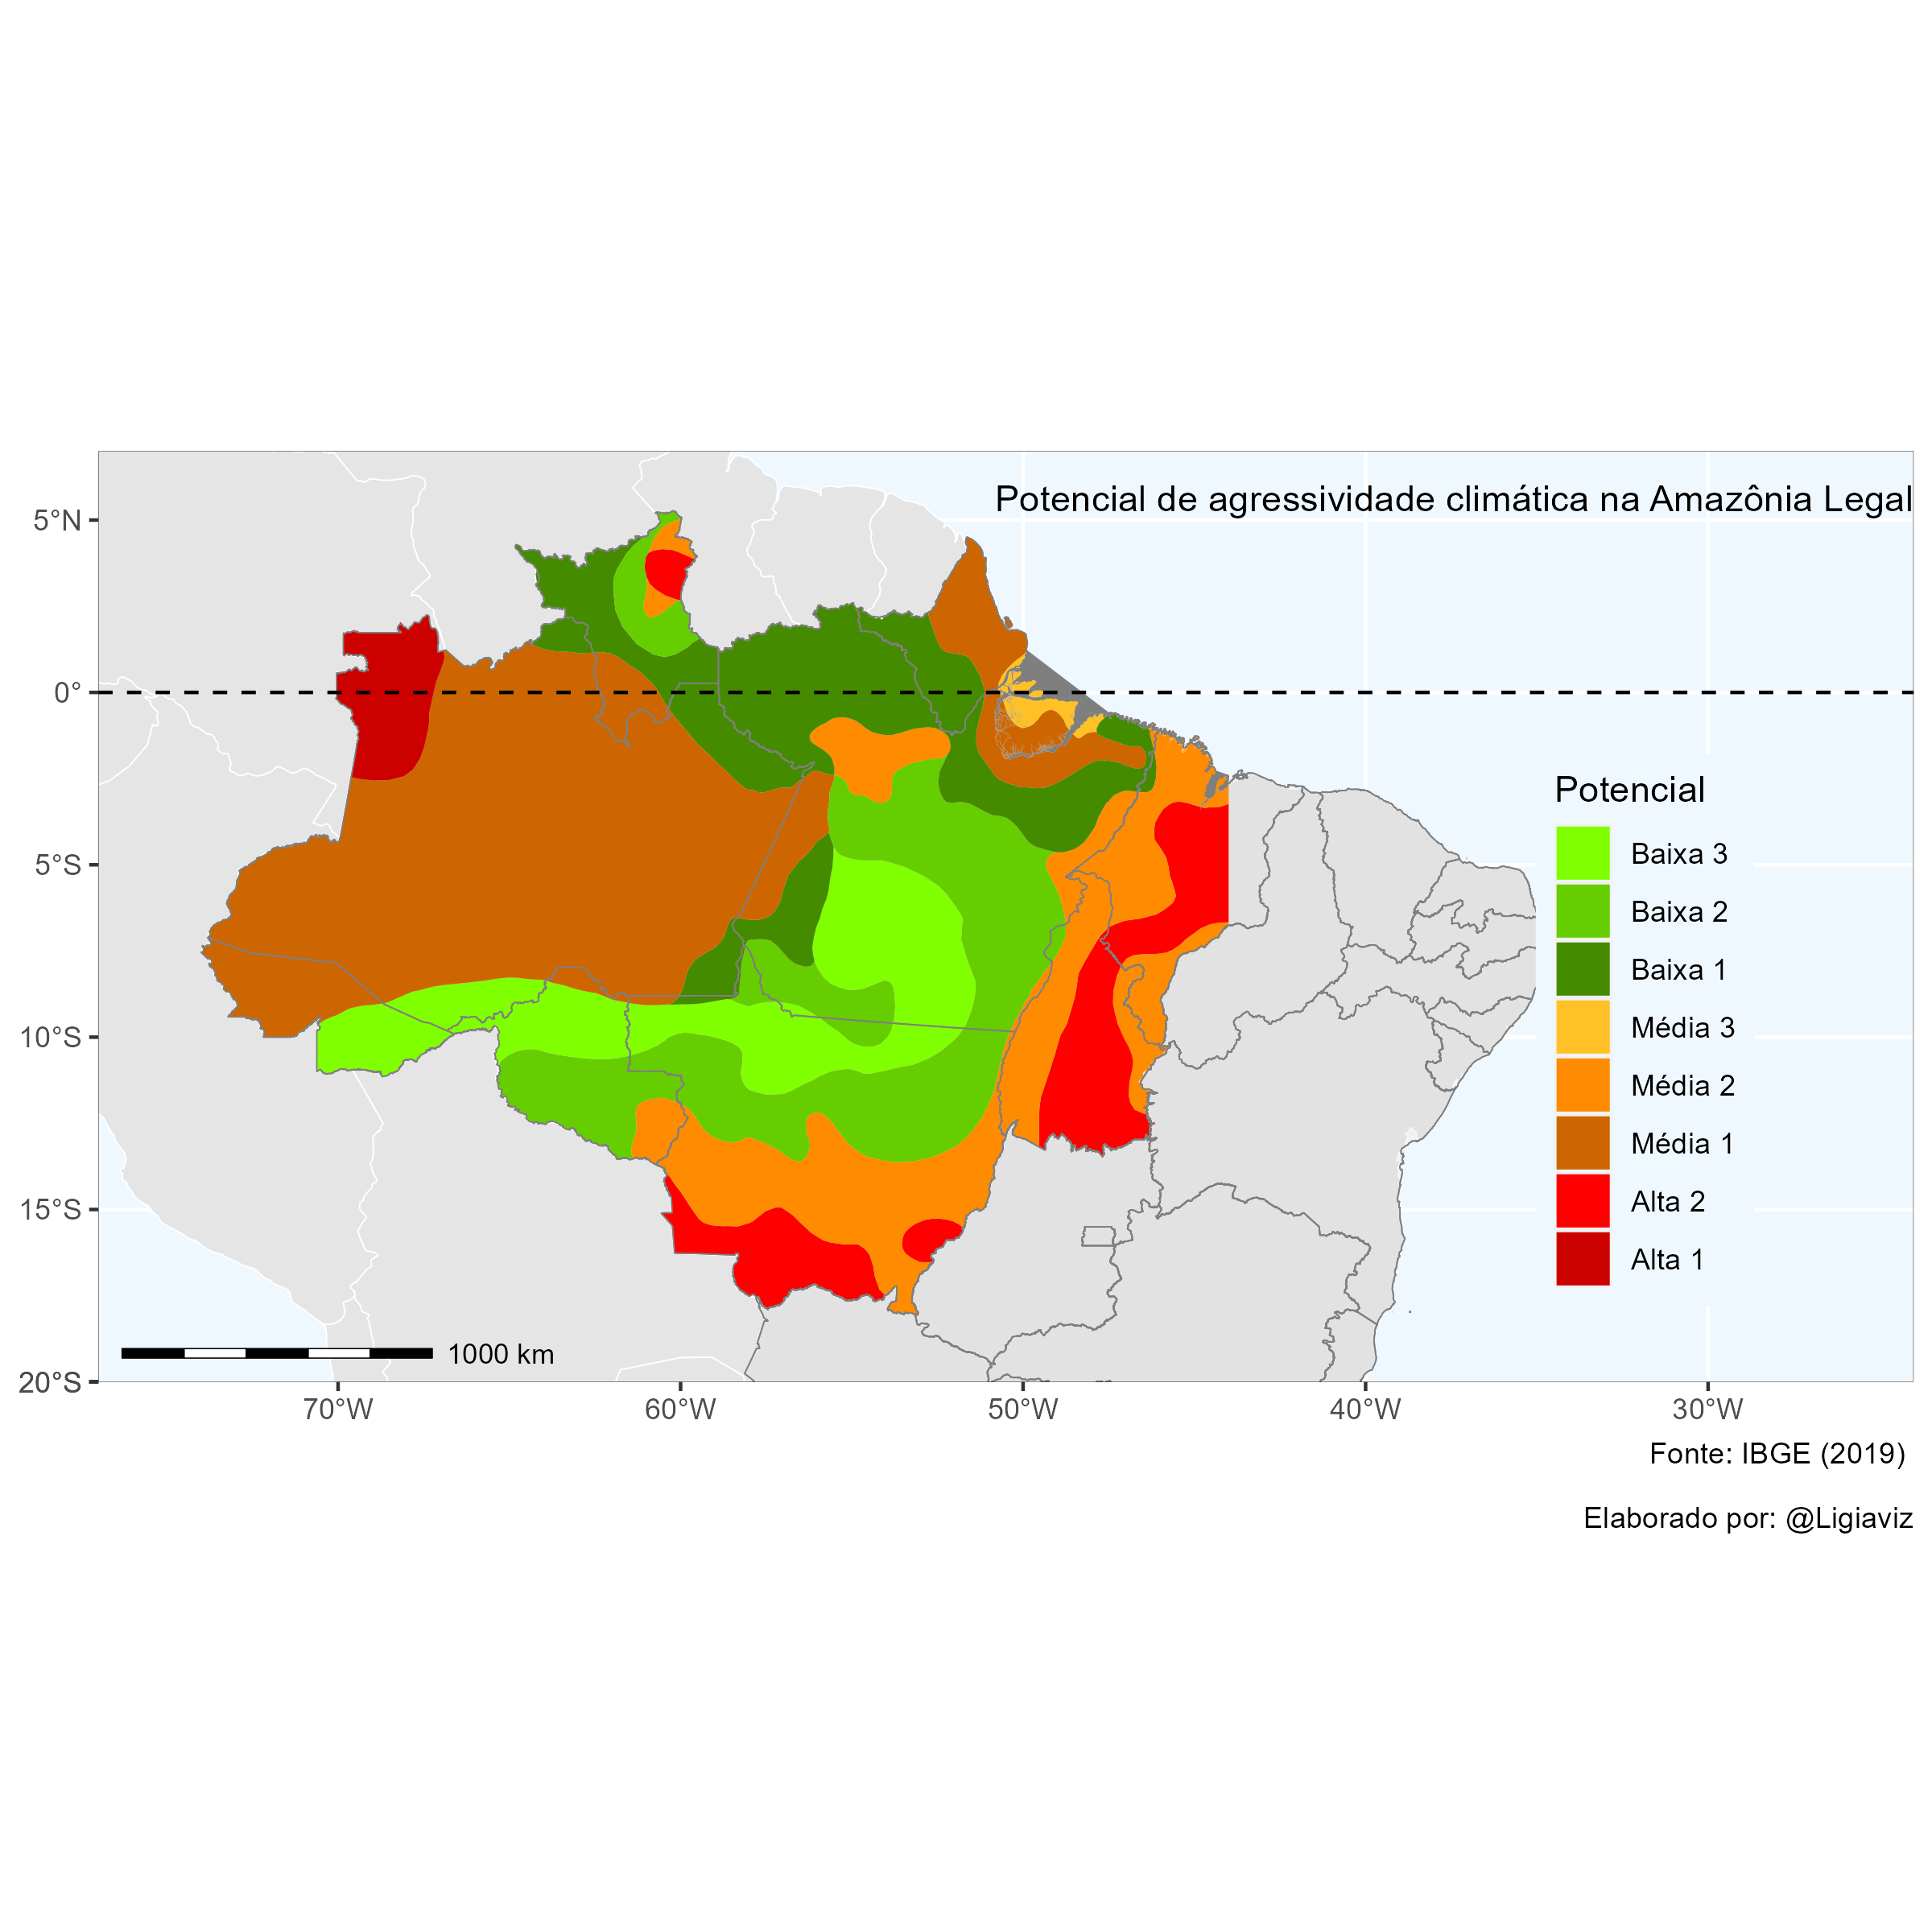 Potencial de agressividade climática na Amazônia Legal
5°N
0°
5°S
10°S
15°S
20°S
70°W
60°W
50°W
40°W
30°W
1000 km
Potencial
Baixa 3
Baixa 2
Baixa 1
Média 3
Média 2
Média 1
Alta 2
Alta 1
Fonte: IBGE (2019)
Elaborado por: @Ligiaviz